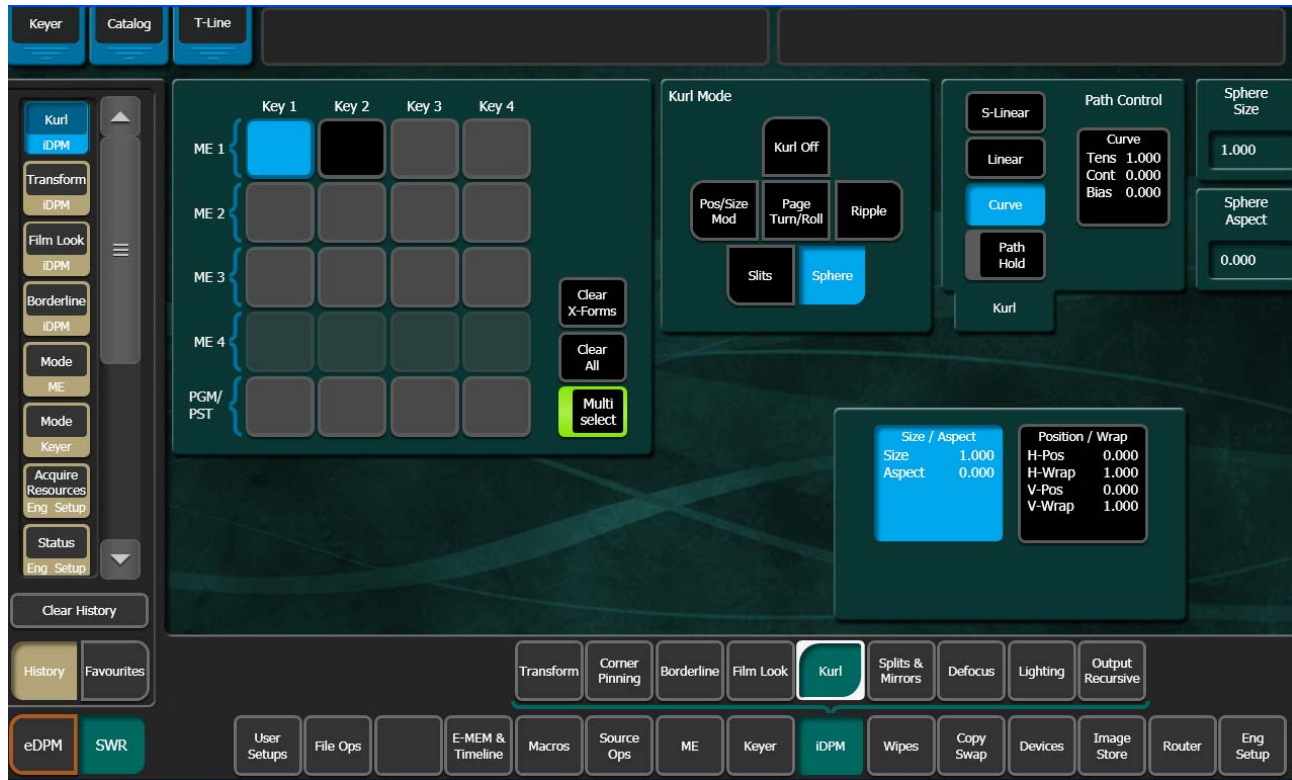 Keyer
Catalog
T-Line
Kurl
iDPM
Transform
iDPM
Film Look
iDPM
Borderline
iDPM
Mode
ME
Mode
Keyer
Acquire
Resources
Eng Setup
Status
Eng Setup
Clear History
History
Favourites
eDPM
SWR
Key 1
Key 2
Key 3
Key 4
ME 1
ME 2
ME 3
ME 4
PGM/
PST
Clear
X-Forms
Clear
All
Multi
select
Kurl Mode
Kurl Off
Pos/Size
Mod
Page
Turn/Roll
Ripple
Slits
Sphere
S-Linear
Linear
Curve
Path
Hold
Kurl
Path Control
Curve
Tens 1.000
Cont 0.000
Bias 0.000
Sphere
Size
1.000
Sphere
Aspect
0.000
Size / Aspect
Size 1.000
Aspect 0.000
Position / Wrap
H-Pos 0.000
H-Wrap 1.000
V-Pos 0.000
V-Wrap 1.000
Transform
Corner
Pinning
Borderline
Film Look
Kurl
Splits &
Mirrors
Defocus
Lighting
Output
Recursive
User
Setups
File Ops
E-MEM &
Timeline
Macros
Source
Ops
ME
Keyer
iDPM
Wipes
Copy
Swap
Devices
Image
Store
Router
Eng
Setup